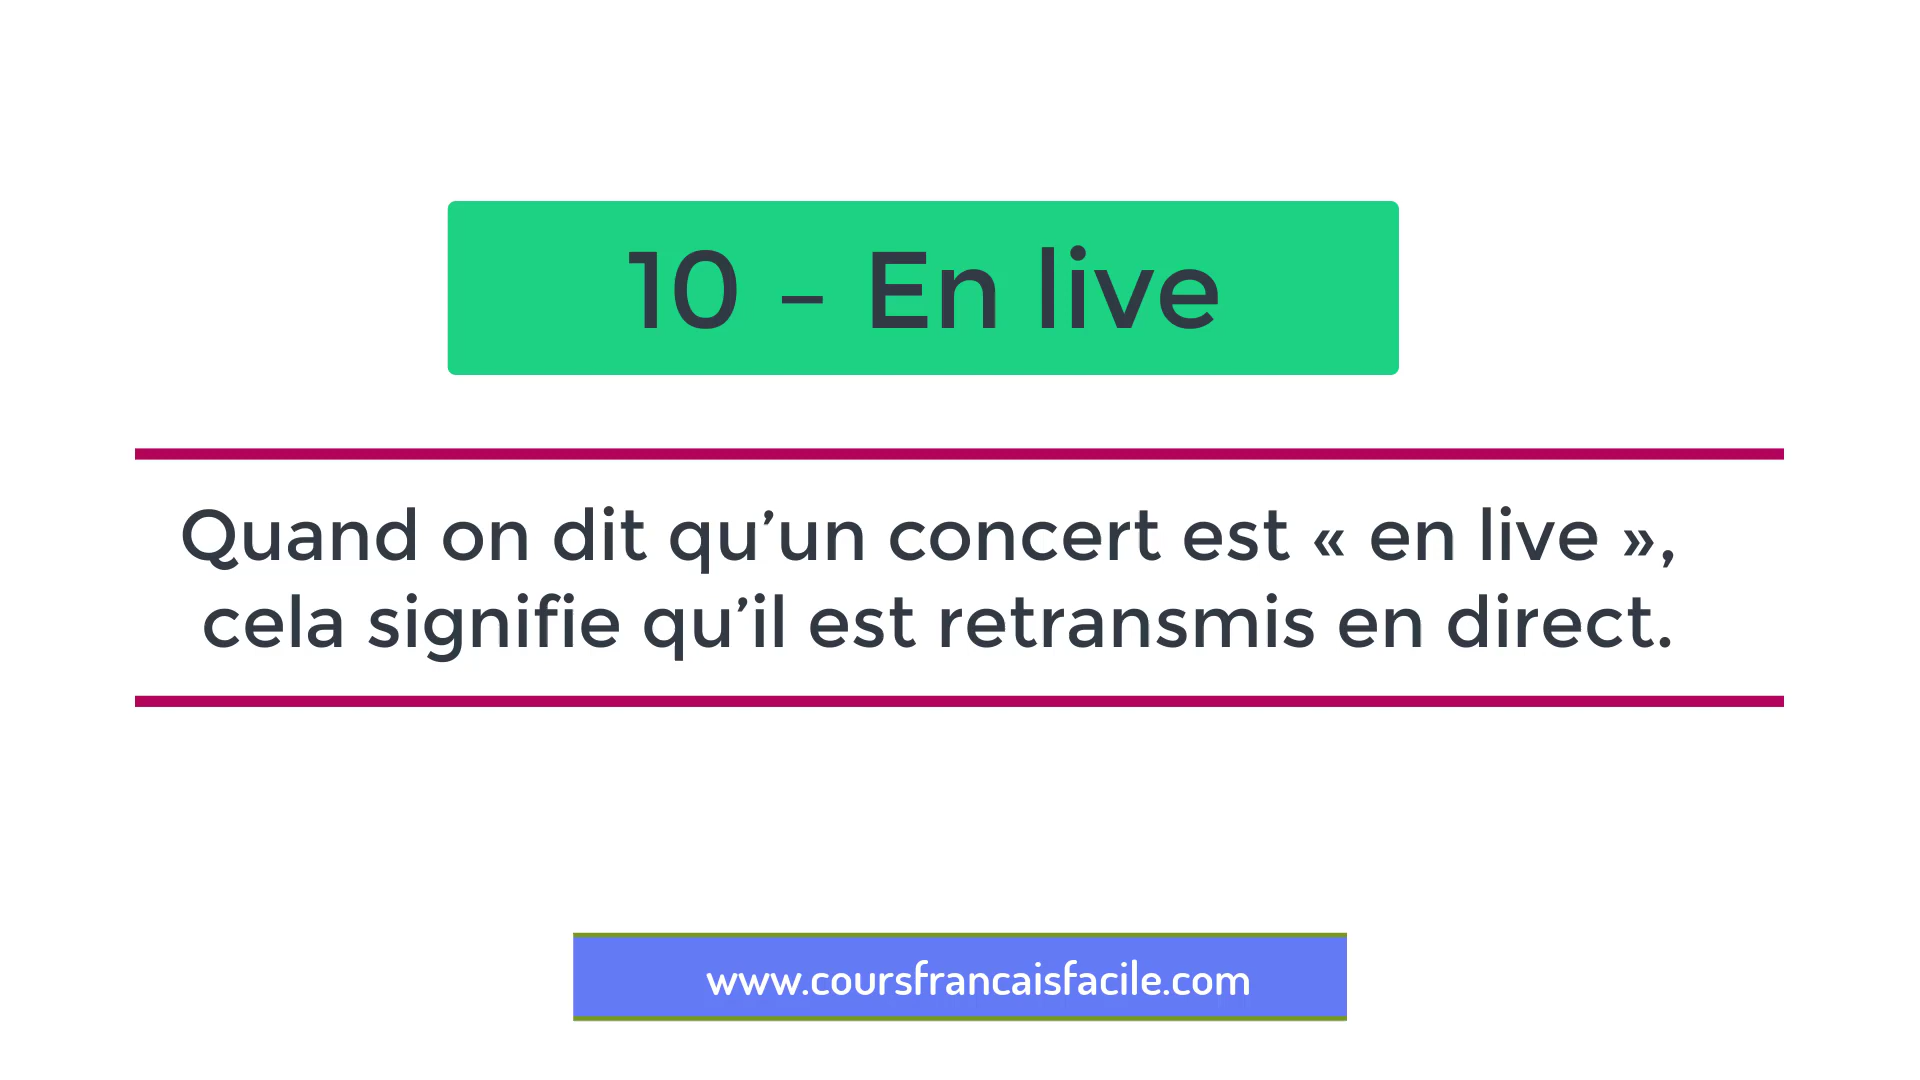 10 – En live
Quand on dit qu’un concert est « en live »,
cela signifie qu’il est retransmis en direct.
www.coursfrancaisfacile.com